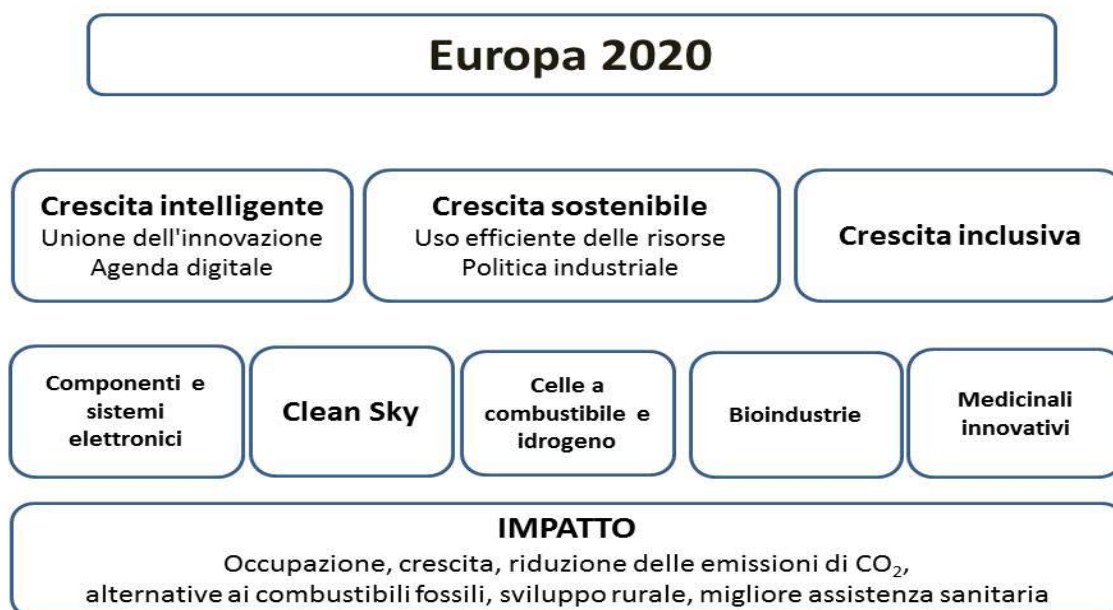 Europa 2020
Crescita intelligente
Unione dell'innovazione
Agenda digitale
Crescita sostenibile
Uso efficiente delle risorse
Politica industriale
Crescita inclusiva
Componenti e
sistemi
elettronici
Clean Sky
Celle a
combustibile e
idrogeno
Bioindustrie
Medicinali
innovativi
IMPATTO
Occupazione, crescita, riduzione delle emissioni di CO₂,
alternative ai combustibili fossili, sviluppo rurale, migliore assistenza sanitaria